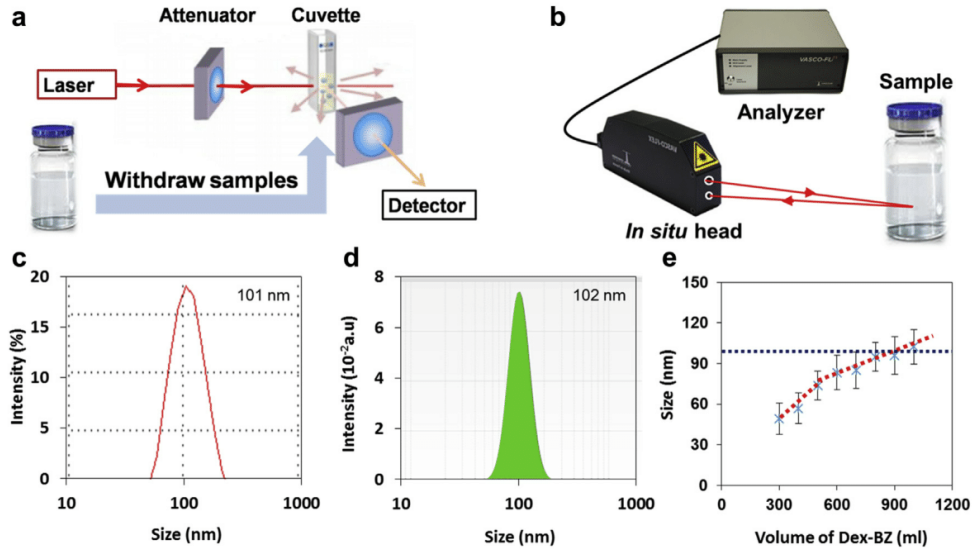 a
Attenuator
Cuvette
Laser
Withdraw samples
Detector
b
VASCO-FLEX
Analyzer
Sample
In situ head
c
20
15
10
5
0
Intensity (%)
101 nm
10
100
1000
Size (nm)
d
8
6
4
2
0
Intensity (10⁻²a.u)
102 nm
10
100
1000
Size (nm)
e
150
120
90
60
30
0
Size (nm)
0
300
600
900
1200
Volume of Dex-BZ (ml)